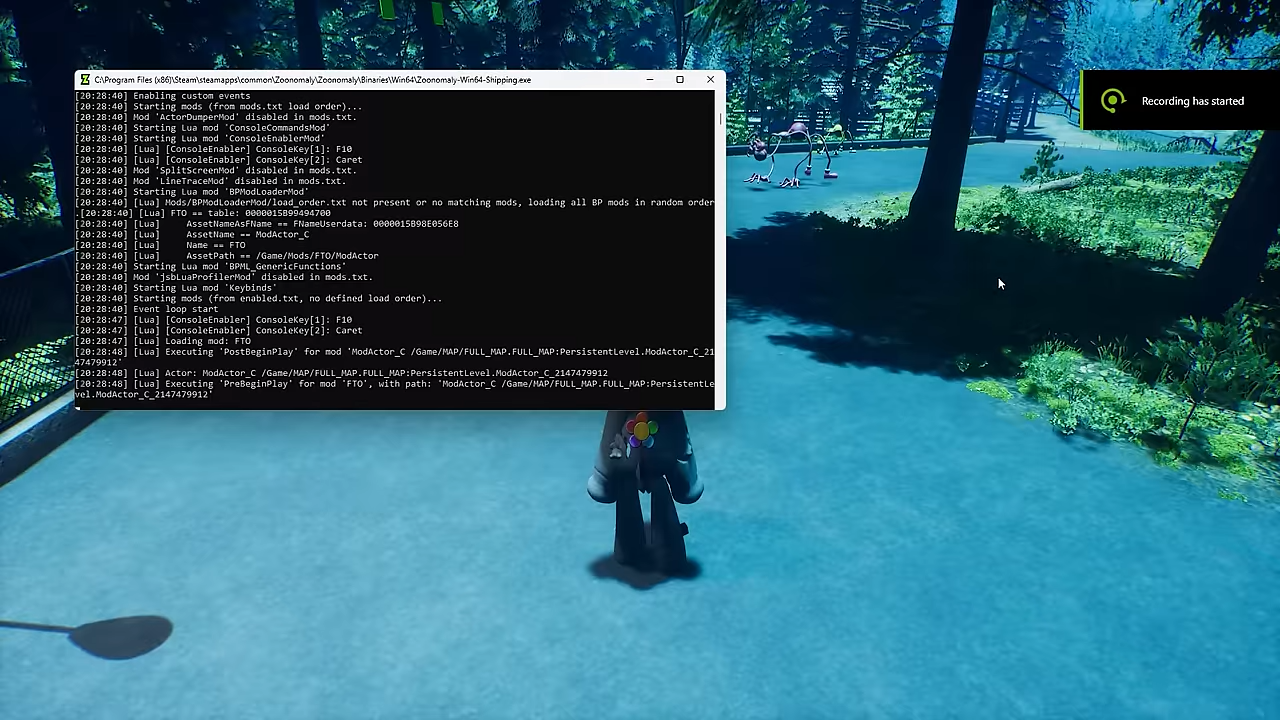 C:\Program Files (x86)\Steam\steamapps\common\Zoonomaly\Zoonomaly\Binaries\Win64\Zoonomaly-Win64-Shipping.exe
[20:28:40] Enabling custom events
[20:28:40] Starting mods (from mods.txt load order)...
[20:28:40] Mod 'ActorDumperMod' disabled in mods.txt.
[20:28:40] Starting Lua mod 'ConsoleCommandsMod'
[20:28:40] Starting Lua mod 'ConsoleEnablerMod'
[20:28:40] [Lua] [ConsoleEnabler] ConsoleKey[1]: F10
[20:28:40] [Lua] [ConsoleEnabler] ConsoleKey[2]: Caret
[20:28:40] Mod 'SplitScreenMod' disabled in mods.txt.
[20:28:40] Mod 'LineTraceMod' disabled in mods.txt.
[20:28:40] Starting Lua mod 'BPModLoaderMod'
[20:28:40] [Lua] Mods/BPModLoaderMod/load_order.txt not present or no matching mods, loading all BP mods in random order
.[20:28:40] [Lua] FTO == table: 0000015B99494700
[20:28:40] [Lua]     AssetNameAsFName == FNameUserdata: 0000015B98E056E8
[20:28:40] [Lua]     AssetName == ModActor_C
[20:28:40] [Lua]     Name == FTO
[20:28:40] [Lua]     AssetPath == /Game/Mods/FTO/ModActor
[20:28:40] Starting Lua mod 'BPML_GenericFunctions'
[20:28:40] Mod 'jsbLuaProfilerMod' disabled in mods.txt.
[20:28:40] Starting Lua mod 'Keybinds'
[20:28:40] Starting mods (from enabled.txt, no defined load order)...
[20:28:40] Event loop start
[20:28:47] [Lua] [ConsoleEnabler] ConsoleKey[1]: F10
[20:28:47] [Lua] [ConsoleEnabler] ConsoleKey[2]: Caret
[20:28:47] [Lua] Loading mod: FTO
[20:28:48] [Lua] Executing 'PostBeginPlay' for mod 'ModActor_C /Game/MAP/FULL_MAP.FULL_MAP:PersistentLevel.ModActor_C_21
47479912'
[20:28:48] [Lua] Actor: ModActor_C /Game/MAP/FULL_MAP.FULL_MAP:PersistentLevel.ModActor_C_2147479912
[20:28:48] [Lua] Executing 'PreBeginPlay' for mod 'FTO', with path: 'ModActor_C /Game/MAP/FULL_MAP.FULL_MAP:PersistentLe
vel.ModActor_C_2147479912'
Recording has started